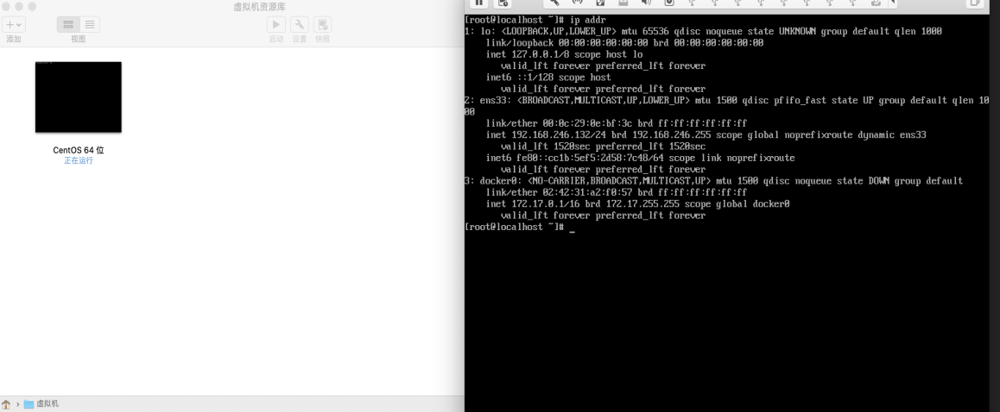 虚拟机资源库
添加
视图
启动 设置 快照
CentOS 64 位
正在运行
虚拟机
[root@localhost ~]# ip addr
1: lo: <LOOPBACK,UP,LOWER_UP> mtu 65536 qdisc noqueue state UNKNOWN group default qlen 1000
link/loopback 00:00:00:00:00:00 brd 00:00:00:00:00:00
inet 127.0.0.1/8 scope host lo
valid_lft forever preferred_lft forever
inet6 ::1/128 scope host
valid_lft forever preferred_lft forever
2: ens33: <BROADCAST,MULTICAST,UP,LOWER_UP> mtu 1500 qdisc pfifo_fast state UP group default qlen 10
00
link/ether 00:0c:29:0e:bf:3c brd ff:ff:ff:ff:ff:ff
inet 192.168.246.132/24 brd 192.168.246.255 scope global noprefixroute dynamic ens33
valid_lft 1520sec preferred_lft 1520sec
inet6 fe80::cc1b:5ef5:2d58:7c48/64 scope link noprefixroute
valid_lft forever preferred_lft forever
3: docker0: <NO-CARRIER,BROADCAST,MULTICAST,UP> mtu 1500 qdisc noqueue state DOWN group default
link/ether 02:42:31:a2:f0:57 brd ff:ff:ff:ff:ff:ff
inet 172.17.0.1/16 brd 172.17.255.255 scope global docker0
valid_lft forever preferred_lft forever
[root@localhost ~]# _